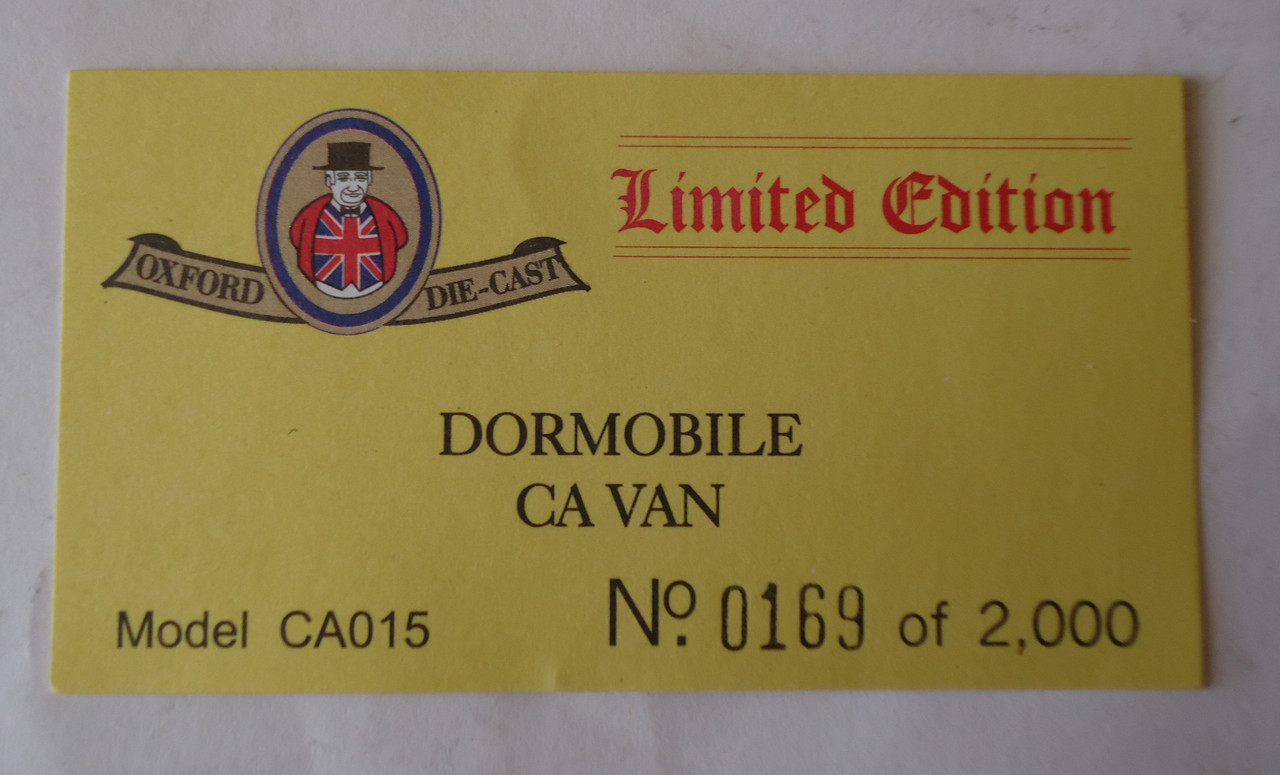 OXFORD DIE-CAST
Limited Edition
DORMOBILE
CA VAN
Model CA015
No. 0169 of 2,000